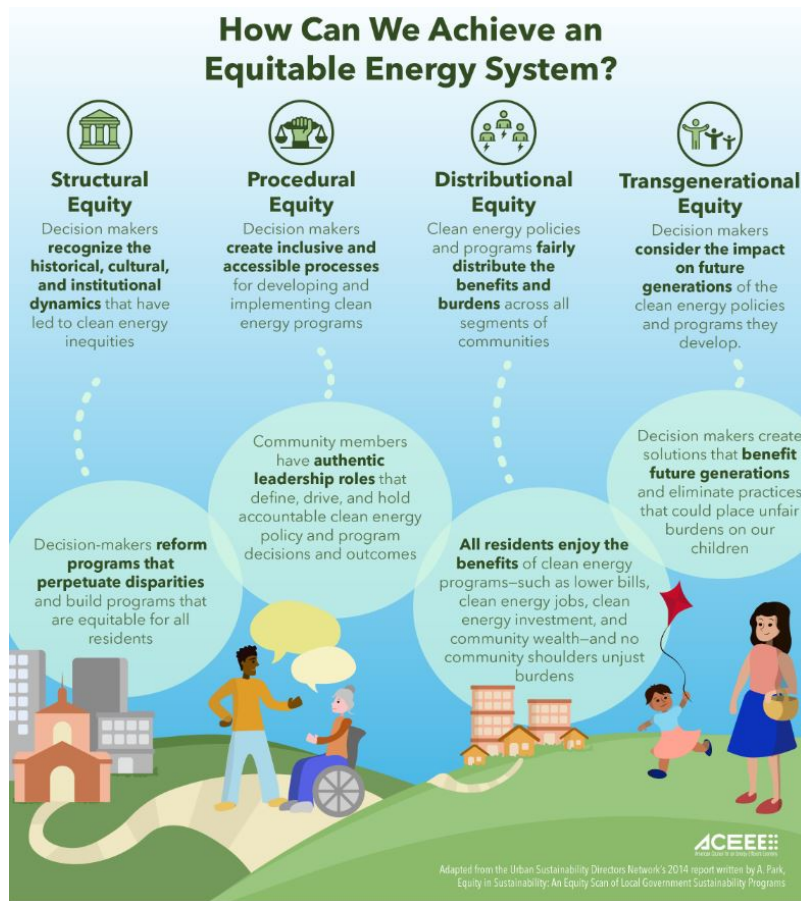 How Can We Achieve an
Equitable Energy System?
Structural
Equity
Decision makers
recognize the
historical, cultural,
and institutional
dynamics that have
led to clean energy
inequities
Procedural
Equity
Decision makers
create inclusive and
accessible processes
for developing and
implementing clean
energy programs
Distributional
Equity
Clean energy policies
and programs fairly
distribute the
benefits and
burdens across all
segments of
communities
Transgenerational
Equity
Decision makers
consider the impact
on future
generations of the
clean energy policies
and programs they
develop.
Decision-makers reform
programs that
perpetuate disparities
and build programs that
are equitable for all
residents
Community members
have authentic
leadership roles that
define, drive, and hold
accountable clean energy
policy and program
decisions and outcomes
All residents enjoy the
benefits of clean energy
programs—such as lower bills,
clean energy jobs, clean
energy investment, and
community wealth—and no
community shoulders unjust
burdens
Decision makers create
solutions that benefit
future generations
and eliminate practices
that could place unfair
burdens on our
children
ACEEE
American Council for an Energy-Efficient Economy
Adapted from the Urban Sustainability Directors Network's 2014 report written by A. Park,
Equity in Sustainability: An Equity Scan of Local Government Sustainability Programs